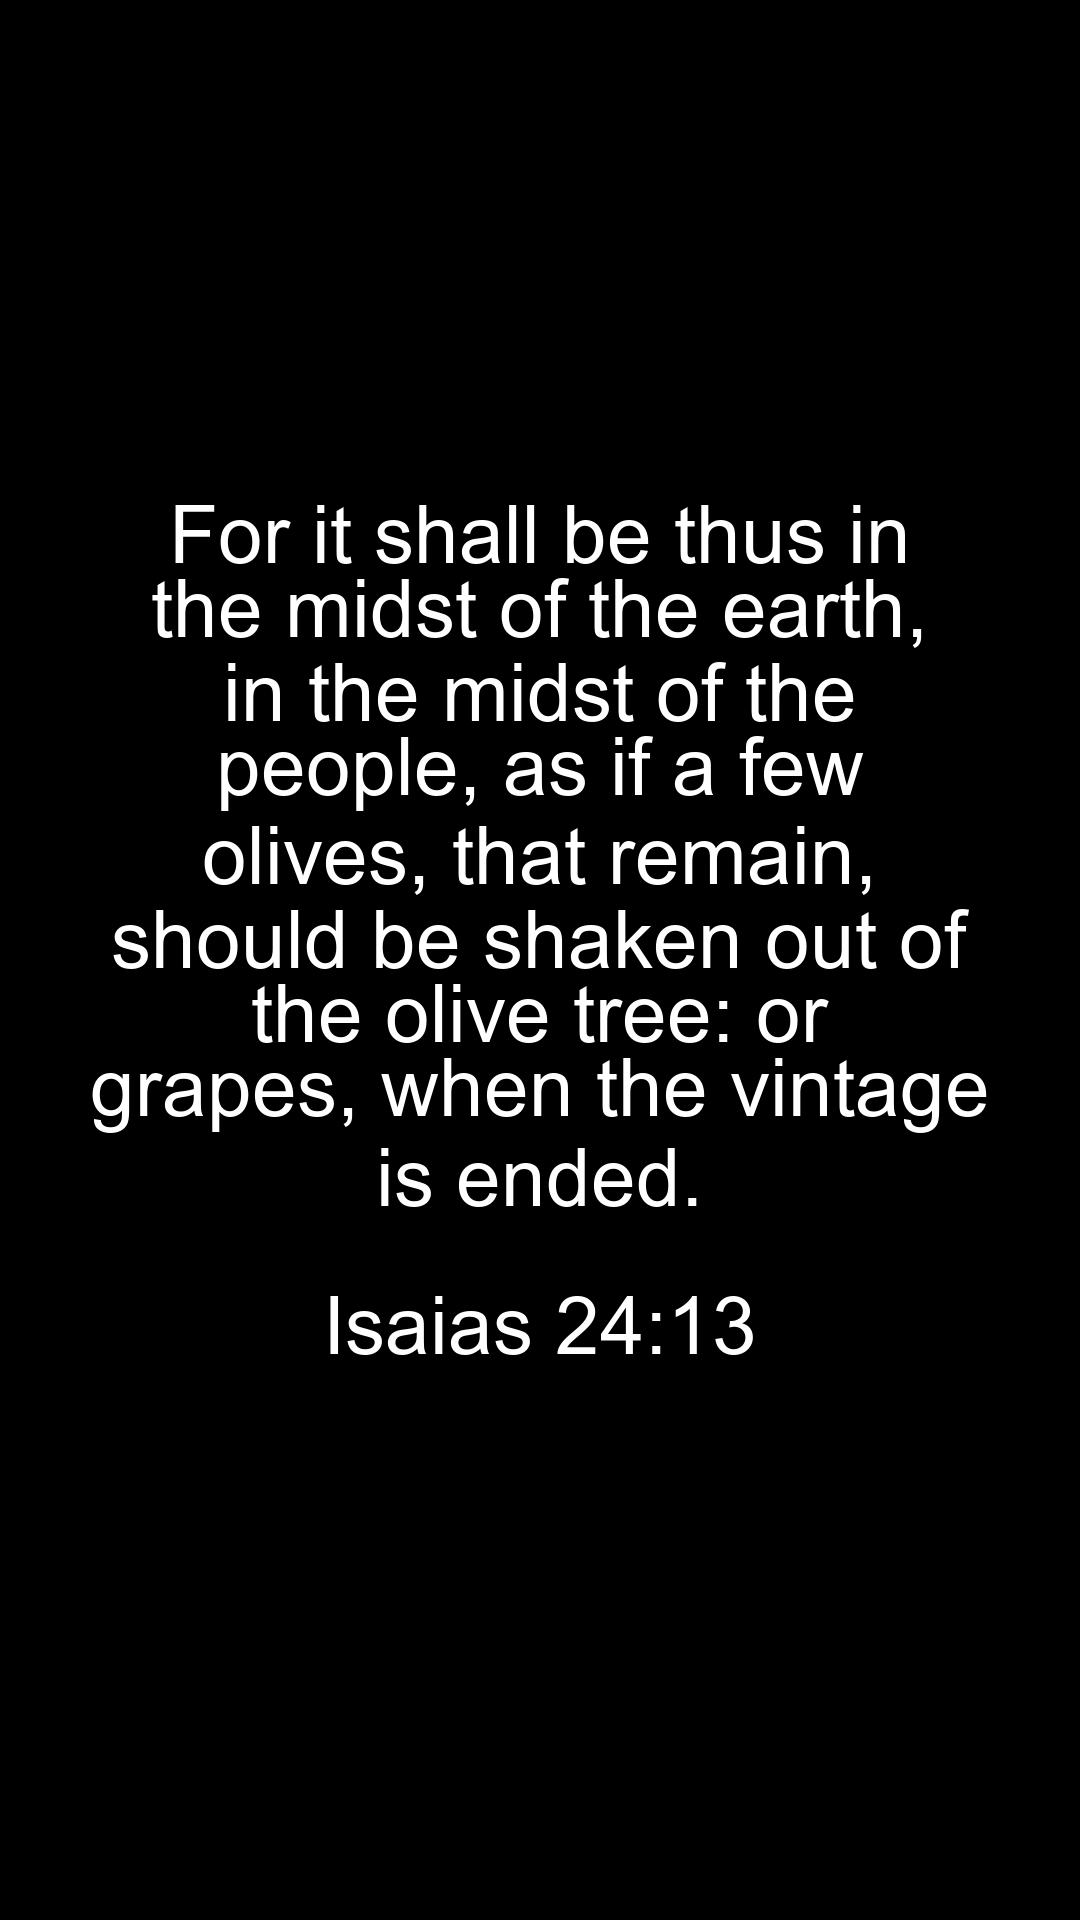 For it shall be thus in
the midst of the earth,
in the midst of the
people, as if a few
olives, that remain,
should be shaken out of
the olive tree: or
grapes, when the vintage
is ended.
Isaias 24:13